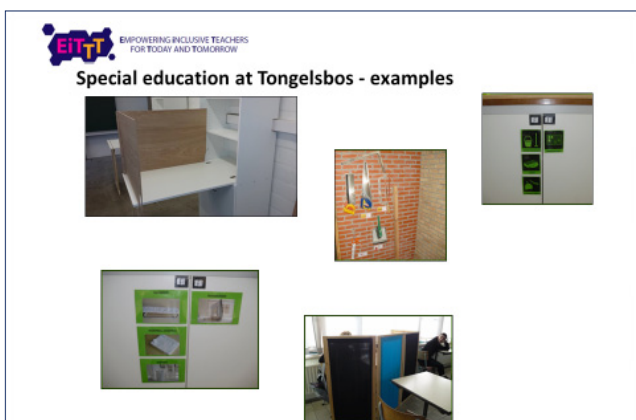 EiTTT
EMPOWERING INCLUSIVE TEACHERS
FOR TODAY AND TOMORROW
Special education at Tongelsbos - examples